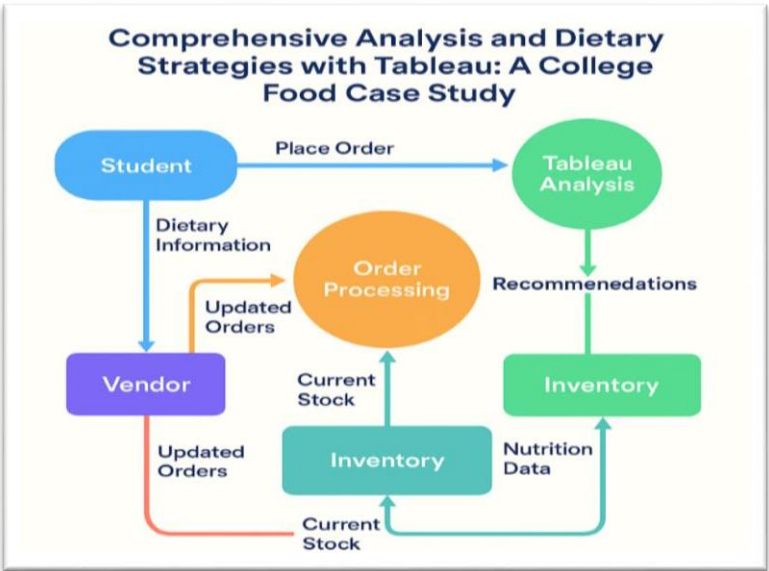 Comprehensive Analysis and Dietary
Strategies with Tableau: A College
Food Case Study
Student
Place Order
Tableau
Analysis
Dietary
Information
Order
Processing
Updated
Orders
Recommenedations
Vendor
Current
Stock
Inventory
Updated
Orders
Inventory
Nutrition
Data
Current
Stock